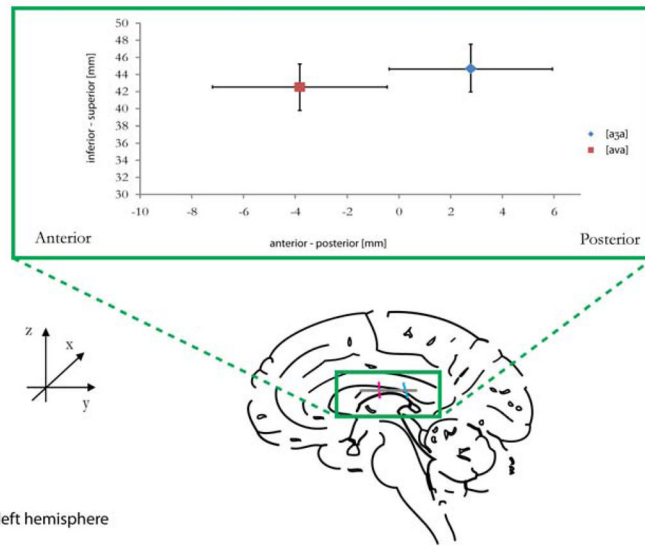 50
48
46
44
42
40
38
36
34
32
30
inferior - superior [mm]
-10 -8 -6 -4 -2 0 2 4 6
[aʒa]
[ava]
Anterior
anterior - posterior [mm]
Posterior
z
x
y
left hemisphere